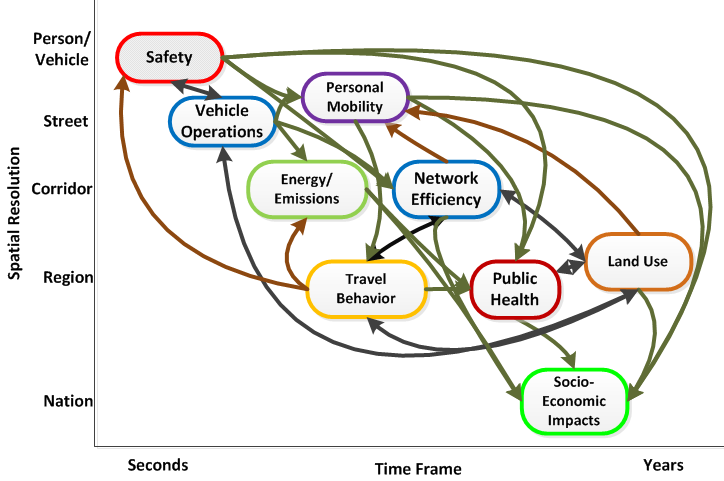 Person/
Vehicle
Street
Corridor
Region
Nation
Spatial Resolution
Safety
Vehicle
Operations
Personal
Mobility
Energy/
Emissions
Network
Efficiency
Travel
Behavior
Public
Health
Land Use
Socio-
Economic
Impacts
Seconds
Time Frame
Years